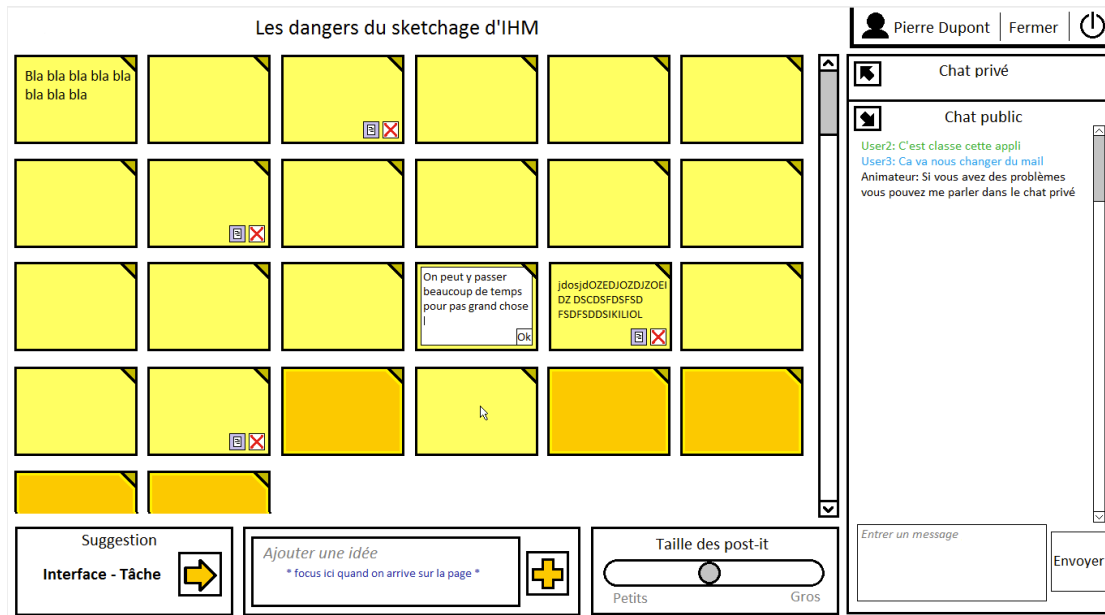 Les dangers du sketchage d'IHM
Pierre Dupont
Fermer
Bla bla bla bla bla
bla bla bla
On peut y passer
beaucoup de temps
pour pas grand chose
Ok
jdosjdOZEDJOZDJZOEI
DZ DSCDSFDSFSD
FSDFSDDSIKILIOL
Chat privé
Chat public
User2: C'est classe cette appli
User3: Ca va nous changer du mail
Animateur: Si vous avez des problèmes
vous pouvez me parler dans le chat privé
Suggestion
Interface - Tâche
Ajouter une idée
* focus ici quand on arrive sur la page *
Taille des post-it
Petits
Gros
Entrer un message
Envoyer